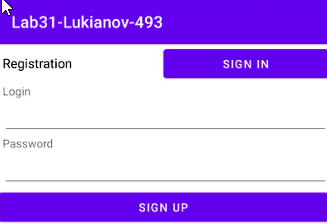 Lab31-Lukianov-493
Registration
SIGN IN
Login
Password
SIGN UP